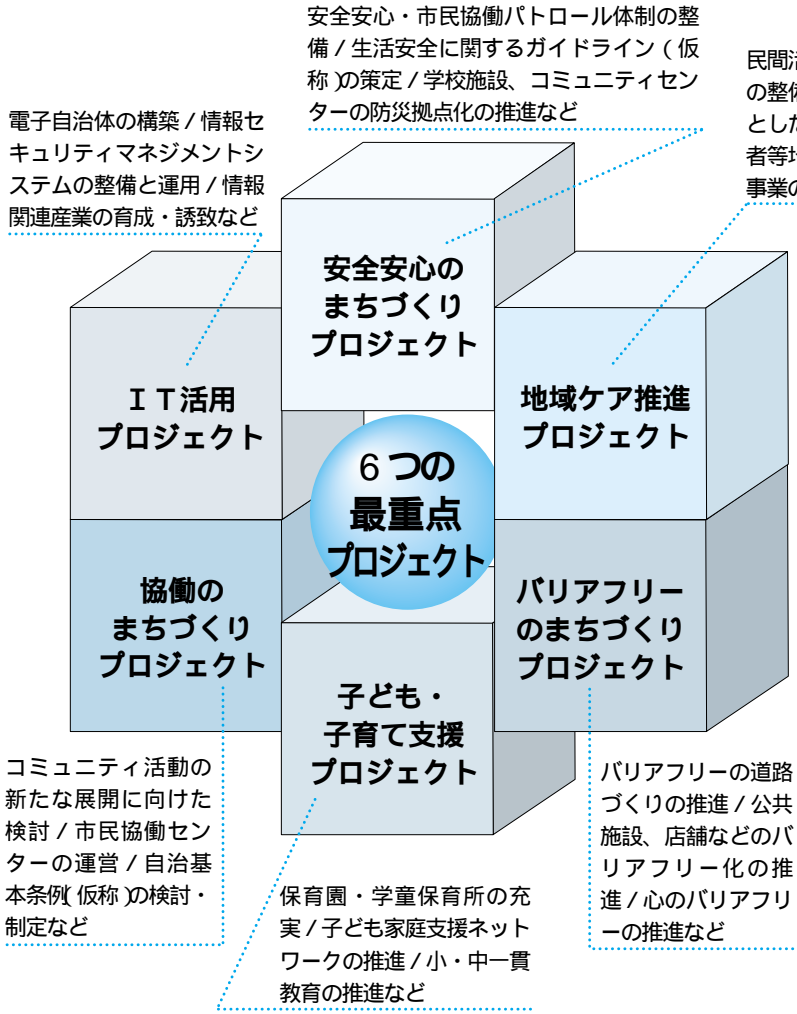 安全安心・市民協働パトロール体制の整
備 / 生活安全に関するガイドライン（仮
称）の策定 / 学校施設、コミュニティセン
ターの防災拠点化の推進など
民間活
の整備
とした
者等地
事業の
電子自治体の構築 / 情報セ
キュリティマネジメントシ
ステムの整備と運用 / 情報
関連産業の育成・誘致など
安全安心の
まちづくり
プロジェクト
ＩＴ活用
プロジェクト
地域ケア推進
プロジェクト
6つの
最重点
プロジェクト
協働の
まちづくり
プロジェクト
バリアフリー
のまちづくり
プロジェクト
子ども・
子育て支援
プロジェクト
コミュニティ活動の
新たな展開に向けた
検討 / 市民協働セン
ターの運営 / 自治基
本条例（仮称）の検討・
制定など
保育園・学童保育所の充
実 / 子ども家庭支援ネット
ワークの推進 / 小・中一貫
教育の推進など
バリアフリーの道路
づくりの推進 / 公共
施設、店舗などのバ
リアフリー化の推
進 / 心のバリアフリ
ーの推進など